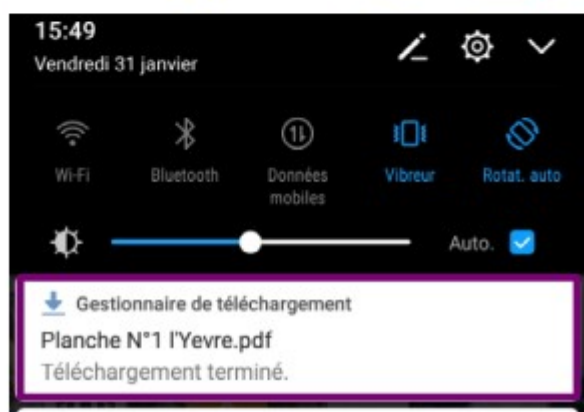 15:49
Vendredi 31 janvier
Wi-Fi Bluetooth Données mobiles Vibreur Rotat. auto
Auto.
Gestionnaire de téléchargement
Planche N°1 l'Yevre.pdf
Téléchargement terminé.